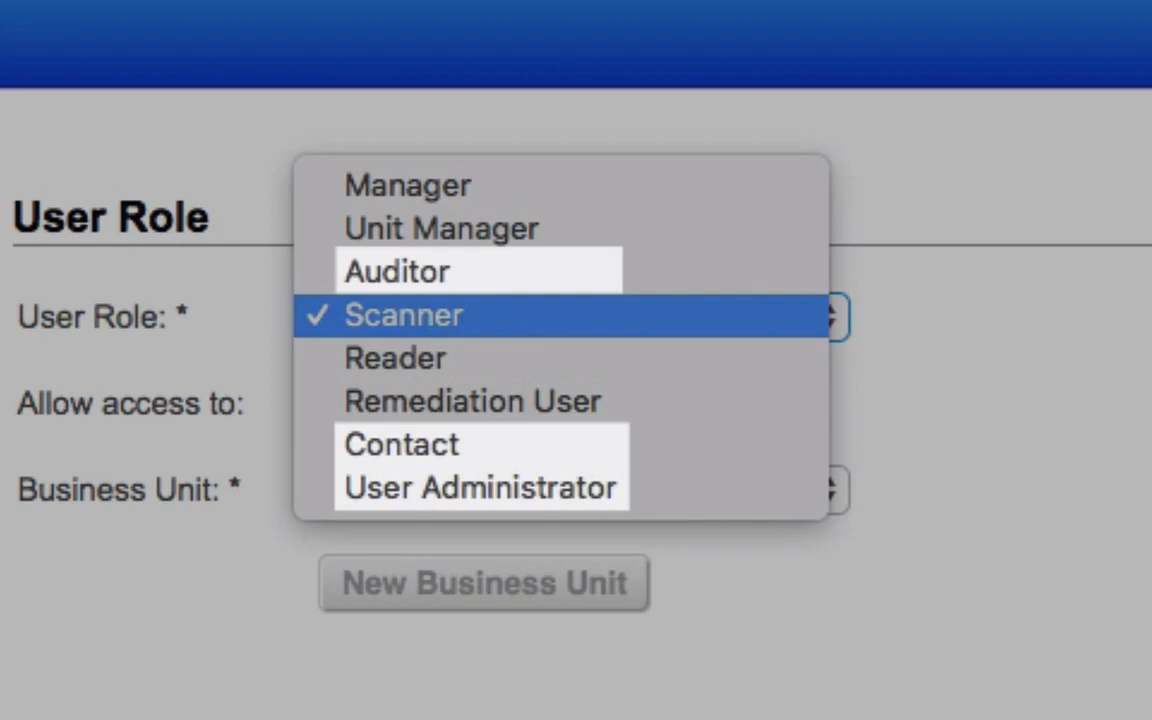 Manager
User Role
Unit Manager
Auditor
User Role: *
✓ Scanner
Reader
Allow access to:
Remediation User
Contact
Business Unit: *
User Administrator
New Business Unit